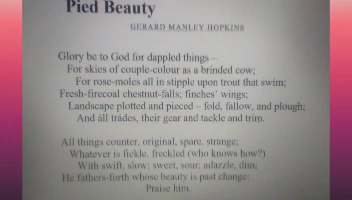 Pied Beauty
GERARD MANLEY HOPKINS
Glory be to God for dappled things –
For skies of couple-colour as a brinded cow;
For rose-moles all in stipple upon trout that swim;
Fresh-firecoal chestnut-falls; finches' wings;
Landscape plotted and pieced – fold, fallow, and plough;
And áll trádes, their gear and tackle and trim.
All things counter, original, spare, strange;
Whatever is fickle, freckled (who knows how?)
With swift, slow; sweet, sour; adazzle, dim;
He fathers-forth whose beauty is past change:
Praise him.